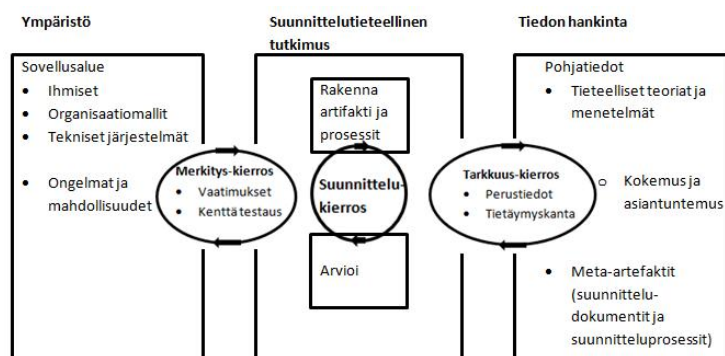 Ympäristö
Suunnittelutieteellinen
tutkimus
Tiedon hankinta
Sovellusalue
• Ihmiset
• Organisaatiomallit
• Tekniset järjestelmät
• Ongelmat ja
mahdollisuudet
Merkitys-kierros
• Vaatimukset
• Kenttä testaus
Rakenna
artifakti ja
prosessit
Suunnittelu-
kierros
Arvioi
Tarkkuus-kierros
• Perustiedot
• Tietäymyskanta
Pohjatiedot
• Tieteelliset teoriat ja
menetelmät
o Kokemus ja
asiantuntemus
• Meta-artefaktit
(suunnittelu-
dokumentit ja
suunnitteluprosessit)